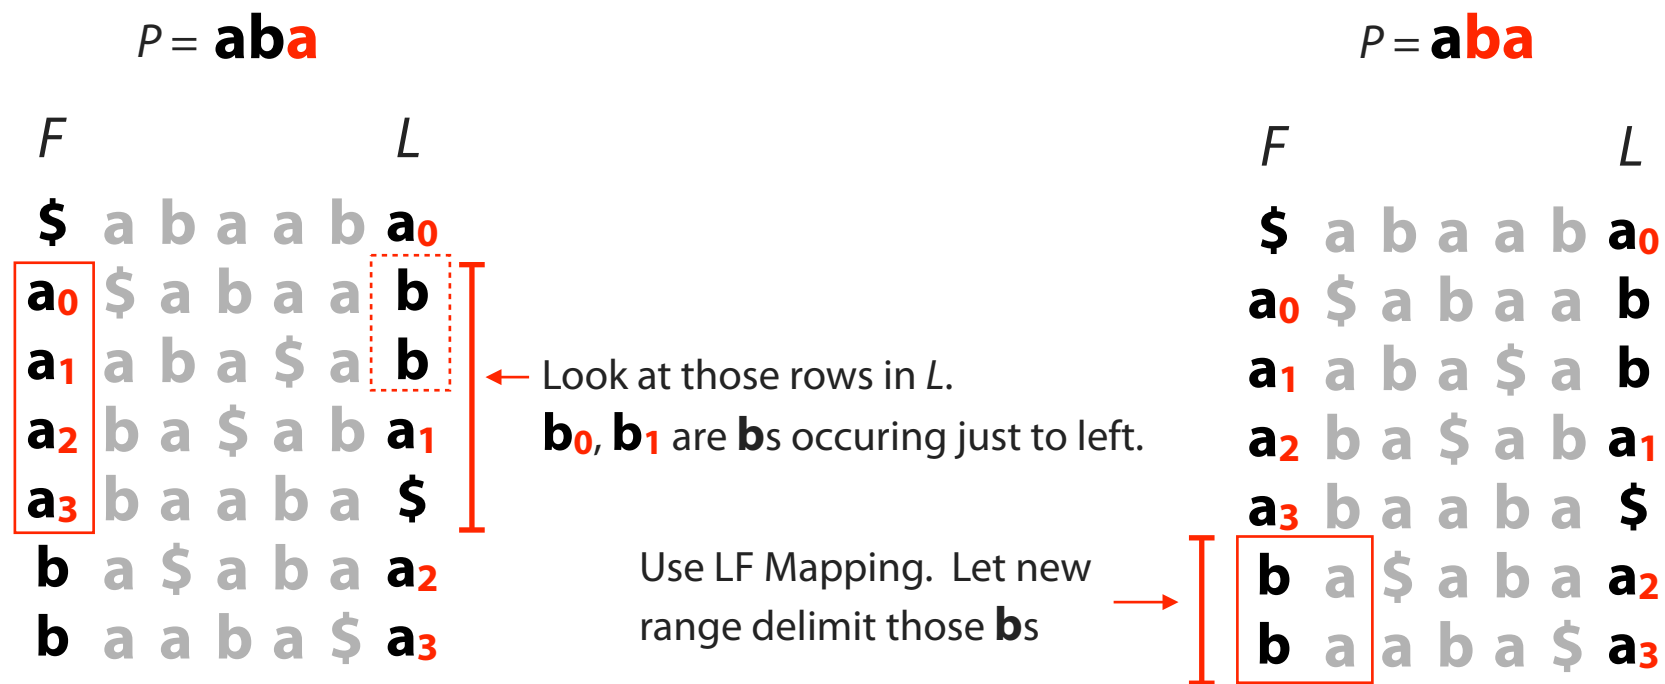 P = aba
F L
$ a b a a b a0
a0 $ a b a a b
a1 a b a $ a b
a2 b a $ a b a1
a3 b a a b a $
b a $ a b a a2
b a a b a $ a3
Look at those rows in L.
b0, b1 are bs occuring just to left.
Use LF Mapping. Let new
range delimit those bs
P = aba
F L
$ a b a a b a0
a0 $ a b a a b
a1 a b a $ a b
a2 b a $ a b a1
a3 b a a b a $
b a $ a b a a2
b a a b a $ a3